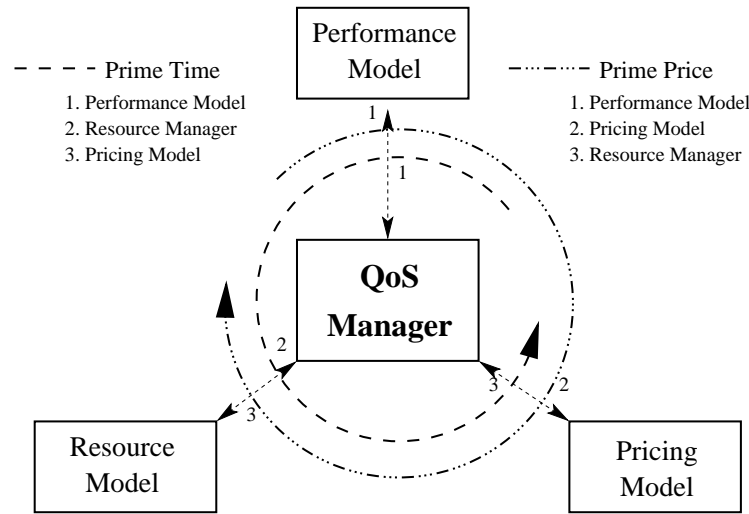 Performance
Model
Prime Time
1. Performance Model
2. Resource Manager
3. Pricing Model
Prime Price
1. Performance Model
2. Pricing Model
3. Resource Manager
1
1
QoS
Manager
2
3
3
2
Resource
Model
Pricing
Model